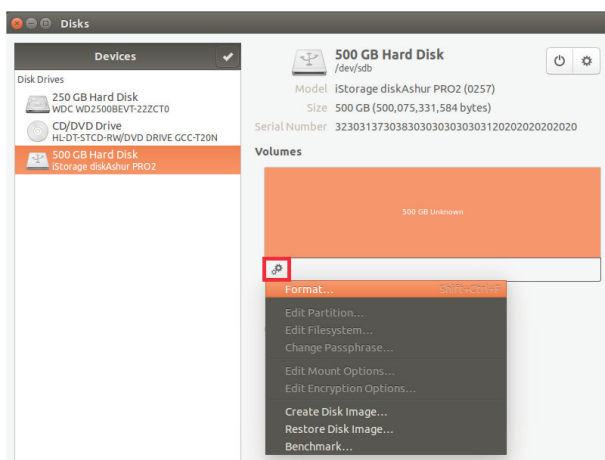 Disks
Devices
Disk Drives
250 GB Hard Disk
WDC WD2500BEVT-22ZCT0
CD/DVD Drive
HL-DT-STCD-RW/DVD DRIVE GCC-T20N
500 GB Hard Disk
iStorage diskAshur PRO2
500 GB Hard Disk
/dev/sdb
Model iStorage diskAshur PRO2 (0257)
Size 500 GB (500,075,331,584 bytes)
Serial Number 32303137303830303030303031202020202020
Volumes
500 GB Unknown
Format... Shift+Ctrl+F
Edit Partition...
Edit Filesystem...
Change Passphrase...
Edit Mount Options...
Edit Encryption Options...
Create Disk Image...
Restore Disk Image...
Benchmark...